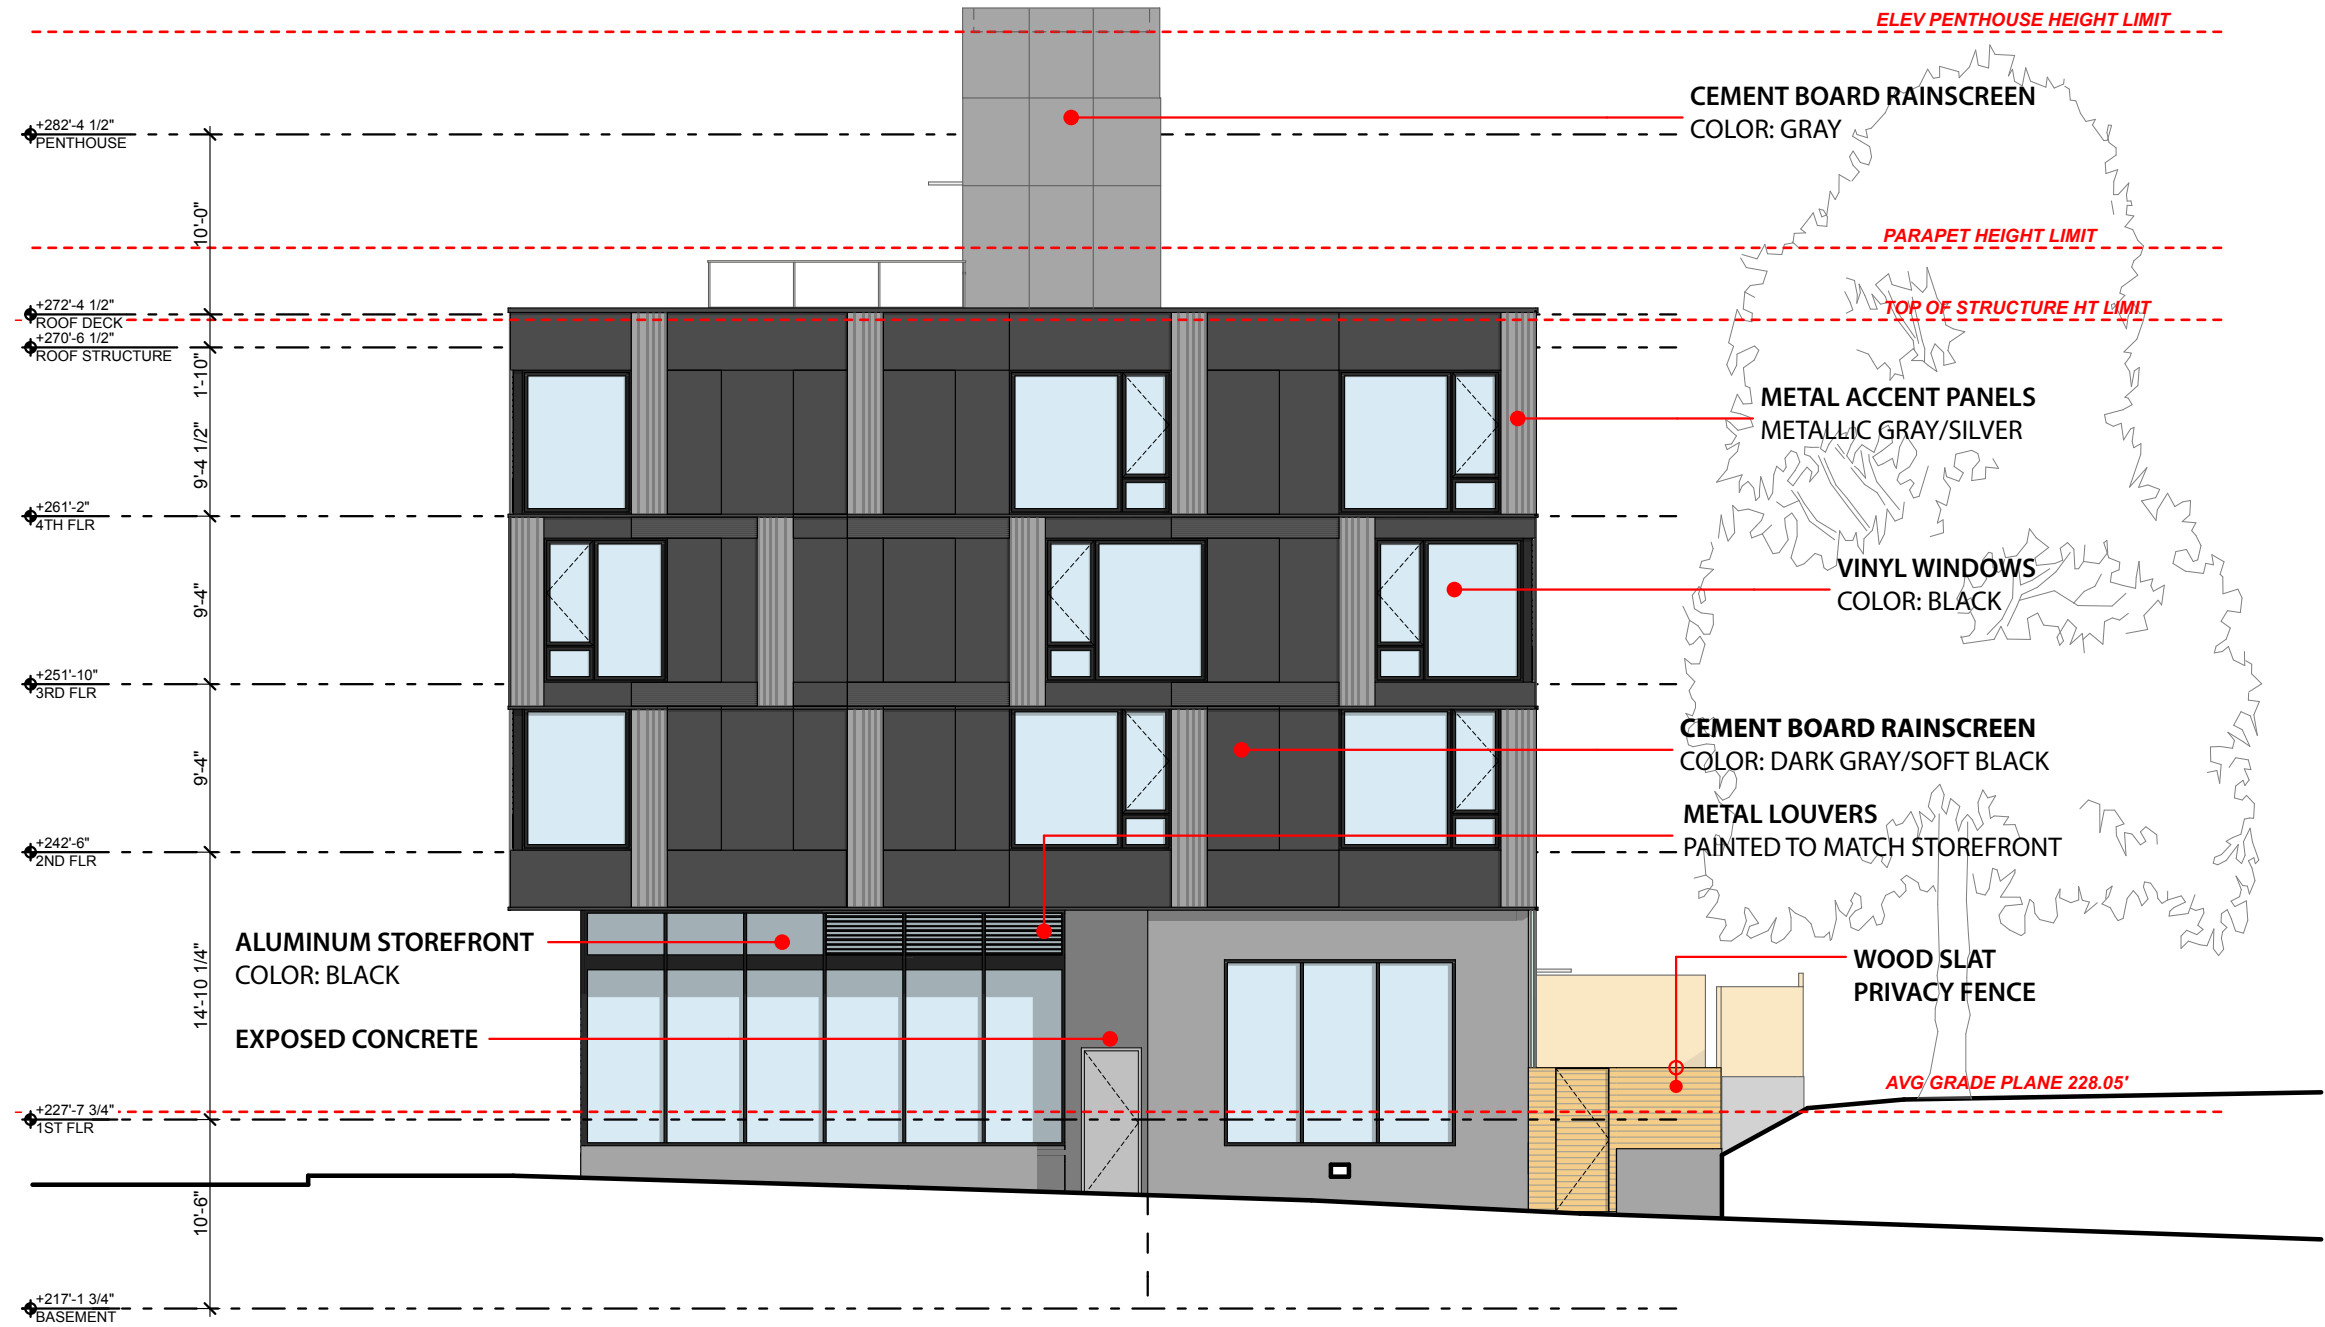 ELEV PENTHOUSE HEIGHT LIMIT
CEMENT BOARD RAINSCREEN
COLOR: GRAY
+282'-4 1/2"
PENTHOUSE
10'-0"
PARAPET HEIGHT LIMIT
+272'-4 1/2"
ROOF DECK
TOP OF STRUCTURE HT LIMIT
+270'-6 1/2"
ROOF STRUCTURE
1'-10"
METAL ACCENT PANELS
METALLIC GRAY/SILVER
9'-4 1/2"
+261'-2"
4TH FLR
VINYL WINDOWS
COLOR: BLACK
9'-4"
+251'-10"
3RD FLR
CEMENT BOARD RAINSCREEN
COLOR: DARK GRAY/SOFT BLACK
9'-4"
METAL LOUVERS
PAINTED TO MATCH STOREFRONT
+242'-6"
2ND FLR
ALUMINUM STOREFRONT
COLOR: BLACK
WOOD SLAT
PRIVACY FENCE
14'-10 1/4"
EXPOSED CONCRETE
AVG GRADE PLANE 228.05'
+227'-7 3/4"
1ST FLR
10'-6"
+217'-1 3/4"
BASEMENT